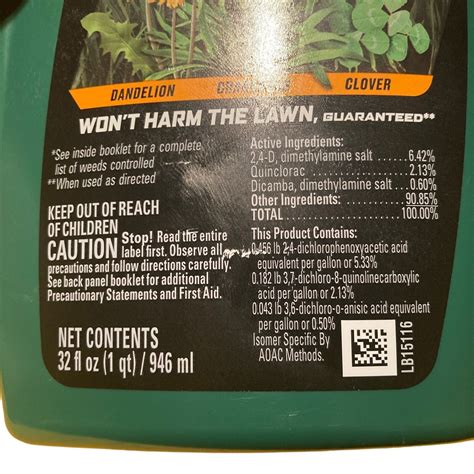 DANDELION CLOVER
WON'T HARM THE LAWN, GUARANTEED**
*See inside booklet for a complete
list of weeds controlled
**When used as directed
KEEP OUT OF REACH
OF CHILDREN
CAUTION Stop! Read the entire
label first. Observe all
precautions and follow directions carefully.
See back panel booklet for additional
Precautionary Statements and First Aid.
NET CONTENTS
32 fl oz (1 qt) / 946 ml
Active Ingredients:
2,4-D, dimethylamine salt ...... 6.42%
Quinclorac ...... 2.13%
Dicamba, dimethylamine salt ... 0.60%
Other Ingredients: ...... 90.85%
TOTAL ...... 100.00%
This Product Contains:
0.456 lb 2,4-dichlorophenoxyacetic acid
equivalent per gallon or 5.33%
0.182 lb 3,7-dichloro-8-quinolinecarboxylic
acid per gallon or 2.13%
0.043 lb 3,6-dichloro-o-anisic acid equivalent
per gallon or 0.50%
Isomer Specific By
AOAC Methods.
LB15116